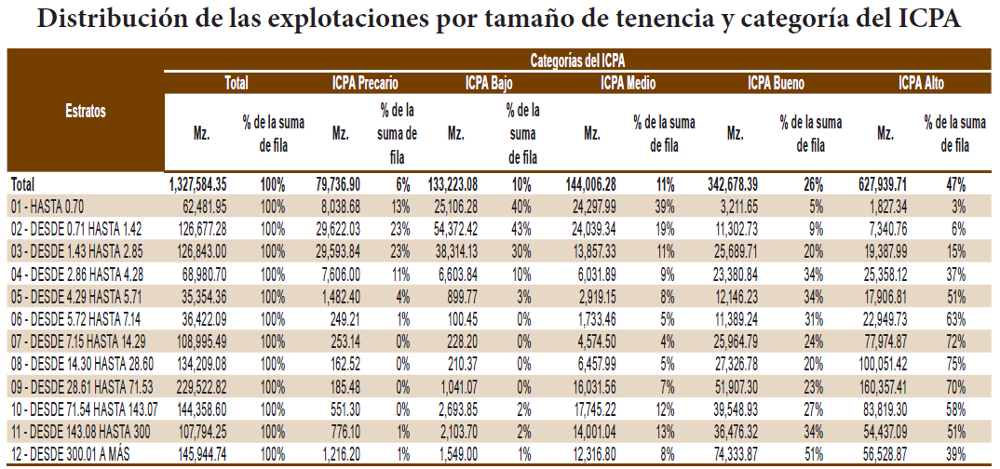 Distribución de las explotaciones por tamaño de tenencia y categoría del ICPA
Categorías del ICPA
Estratos
Total ICPA Precario ICPA Bajo ICPA Medio ICPA Bueno ICPA Alto
Mz. % de la suma de fila Mz. % de la suma de fila Mz. % de la suma de fila Mz. % de la suma de fila Mz. % de la suma de fila Mz. % de la suma de fila
Total 1,327,584.35 100% 79,736.90 6% 133,223.08 10% 144,006.28 11% 342,678.39 26% 627,939.71 47%
01 - HASTA 0.70 62,481.95 100% 8,038.68 13% 25,106.28 40% 24,297.99 39% 3,211.65 5% 1,827.34 3%
02 - DESDE 0.71 HASTA 1.42 126,677.28 100% 29,622.03 23% 54,372.42 43% 24,039.34 19% 11,302.73 9% 7,340.76 6%
03 - DESDE 1.43 HASTA 2.85 126,843.00 100% 29,593.84 23% 38,314.13 30% 13,857.33 11% 25,689.71 20% 19,387.99 15%
04 - DESDE 2.86 HASTA 4.28 68,980.70 100% 7,606.00 11% 6,603.84 10% 6,031.89 9% 23,380.84 34% 25,358.12 37%
05 - DESDE 4.29 HASTA 5.71 35,354.36 100% 1,482.40 4% 899.77 3% 2,919.15 8% 12,146.23 34% 17,906.81 51%
06 - DESDE 5.72 HASTA 7.14 36,422.09 100% 249.21 1% 100.45 0% 1,733.46 5% 11,389.24 31% 22,949.73 63%
07 - DESDE 7.15 HASTA 14.29 108,995.49 100% 253.14 0% 228.20 0% 4,574.50 4% 25,964.79 24% 77,974.87 72%
08 - DESDE 14.30 HASTA 28.60 134,209.08 100% 162.52 0% 210.37 0% 6,457.99 5% 27,326.78 20% 100,051.42 75%
09 - DESDE 28.61 HASTA 71.53 229,522.82 100% 185.48 0% 1,041.07 0% 16,031.56 7% 51,907.30 23% 160,357.41 70%
10 - DESDE 71.54 HASTA 143.07 144,358.60 100% 551.30 0% 2,693.85 2% 17,745.22 12% 39,548.93 27% 83,819.30 58%
11 - DESDE 143.08 HASTA 300 107,794.25 100% 776.10 1% 2,103.70 2% 14,001.04 13% 36,476.32 34% 54,437.09 51%
12 - DESDE 300.01 A MÁS 145,944.74 100% 1,216.20 1% 1,549.00 1% 12,316.80 8% 74,333.87 51% 56,528.87 39%